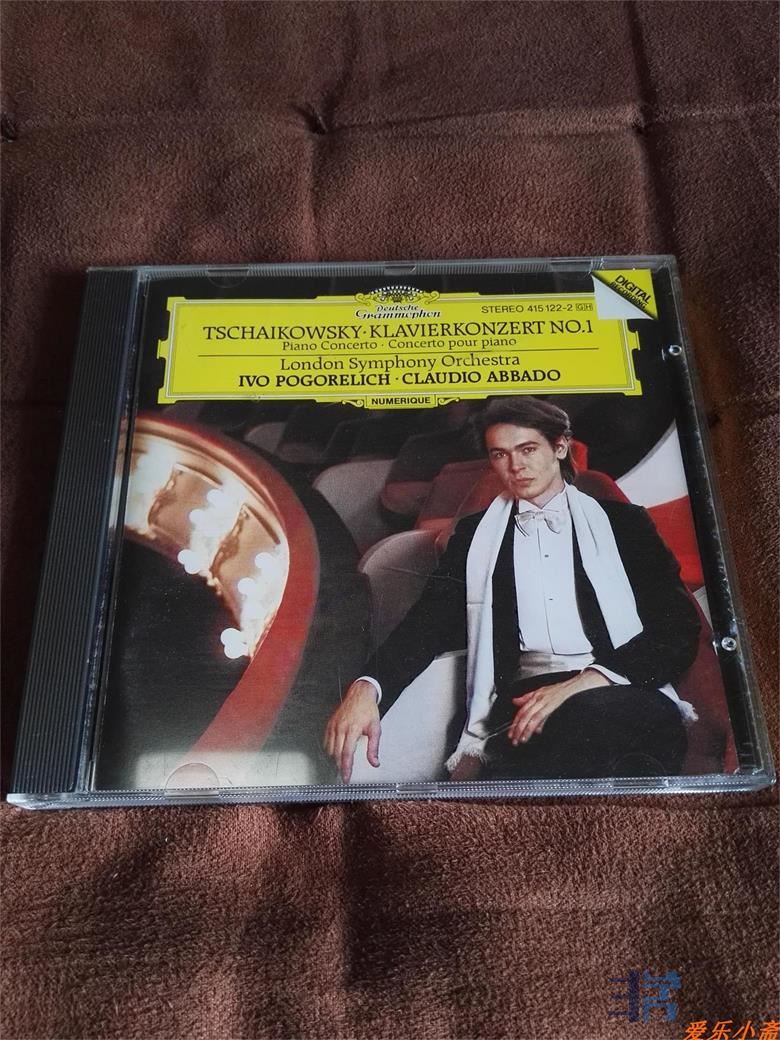 DIGITAL
RECORDING
Deutsche
Grammophon
STEREO 415 122-2 GH
TSCHAIKOWSKY · KLAVIERKONZERT NO.1
Piano Concerto · Concerto pour piano
London Symphony Orchestra
IVO POGORELICH · CLAUDIO ABBADO
NUMERIQUE
爱乐小斋